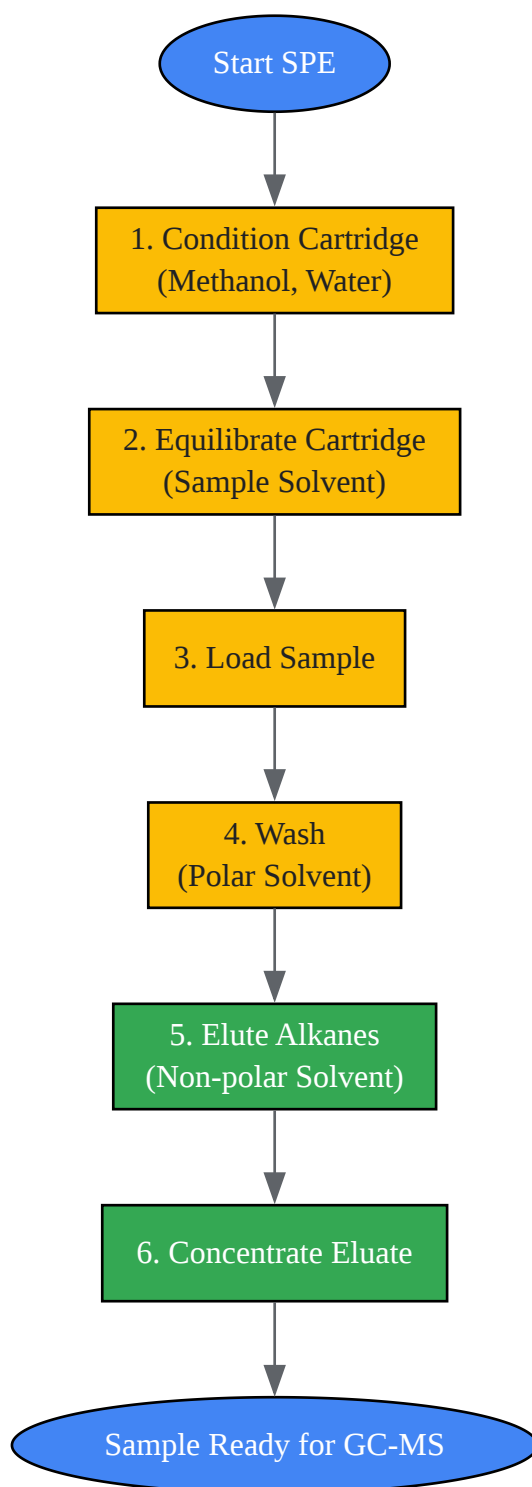 Start SPE
1. Condition Cartridge
(Methanol, Water)
2. Equilibrate Cartridge
(Sample Solvent)
3. Load Sample
4. Wash
(Polar Solvent)
5. Elute Alkanes
(Non-polar Solvent)
6. Concentrate Eluate
Sample Ready for GC-MS